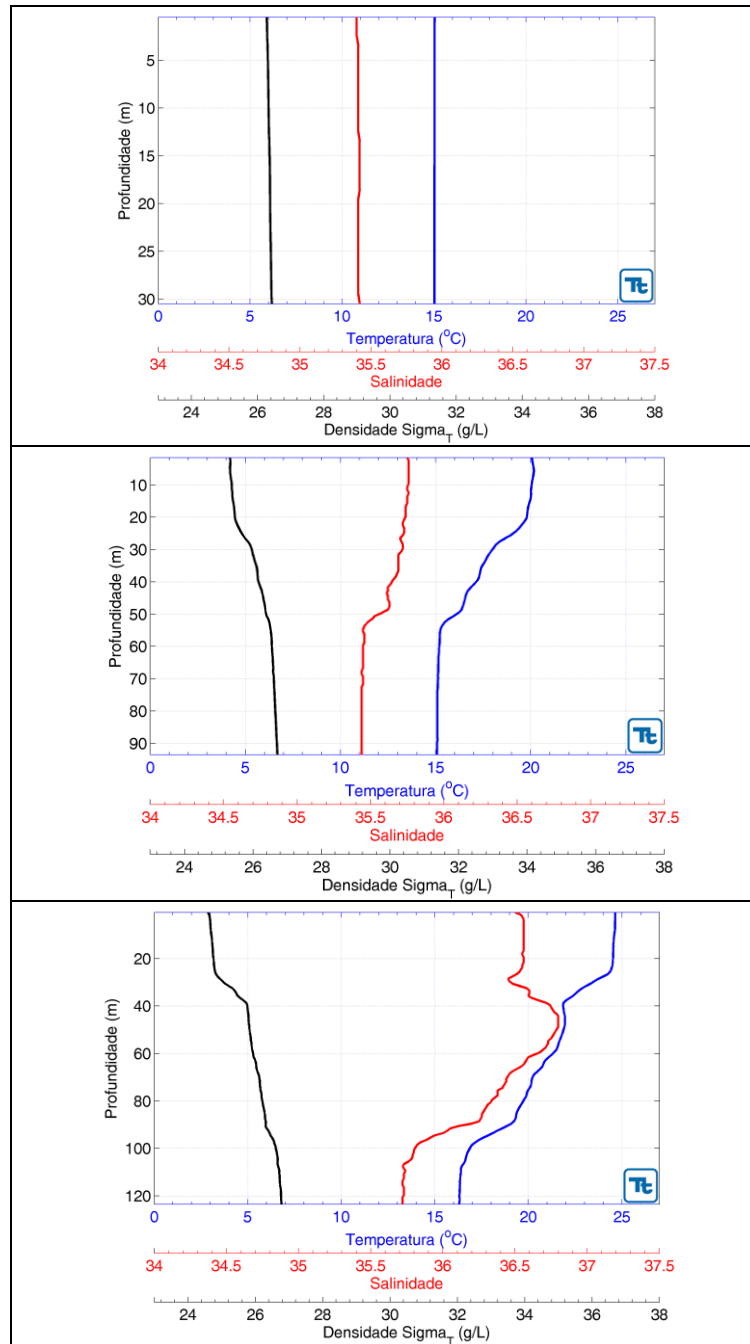 5
10
15
20
25
30
Profundidade (m)
Tt
0 5 10 15 20 25
Temperatura (°C)
34 34.5 35 35.5 36 36.5 37 37.5
Salinidade
24 26 28 30 32 34 36 38
Densidade Sigma_T (g/L)
10
20
30
40
50
60
70
80
90
Profundidade (m)
Tt
0 5 10 15 20 25
Temperatura (°C)
34 34.5 35 35.5 36 36.5 37 37.5
Salinidade
24 26 28 30 32 34 36 38
Densidade Sigma_T (g/L)
20
40
60
80
100
120
Profundidade (m)
Tt
0 5 10 15 20 25
Temperatura (°C)
34 34.5 35 35.5 36 36.5 37 37.5
Salinidade
24 26 28 30 32 34 36 38
Densidade Sigma_T (g/L)